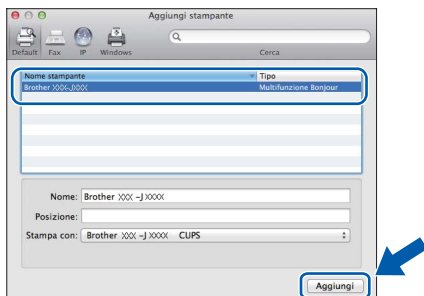 Aggiungi stampante
Default Fax IP Windows Cerca
Nome stampante Tipo
Brother XXX-JXXX Multifunzione Bonjour
Nome: Brother XXX -J XXXX
Posizione:
Stampa con: Brother XXX -J XXXX CUPS
Aggiungi